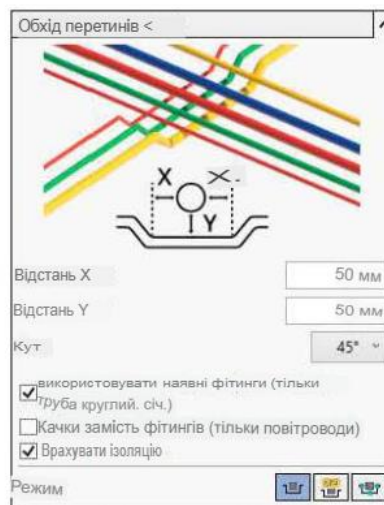 Обхід перетинів <
X X
Y
Відстань X 50 мм
Відстань Y 50 мм
Кут 45°
використовувати наявні фітинги (тільки
труба круглий. січ.)
Качки замість фітингів (тільки повітроводи)
Врахувати ізоляцію
Режим